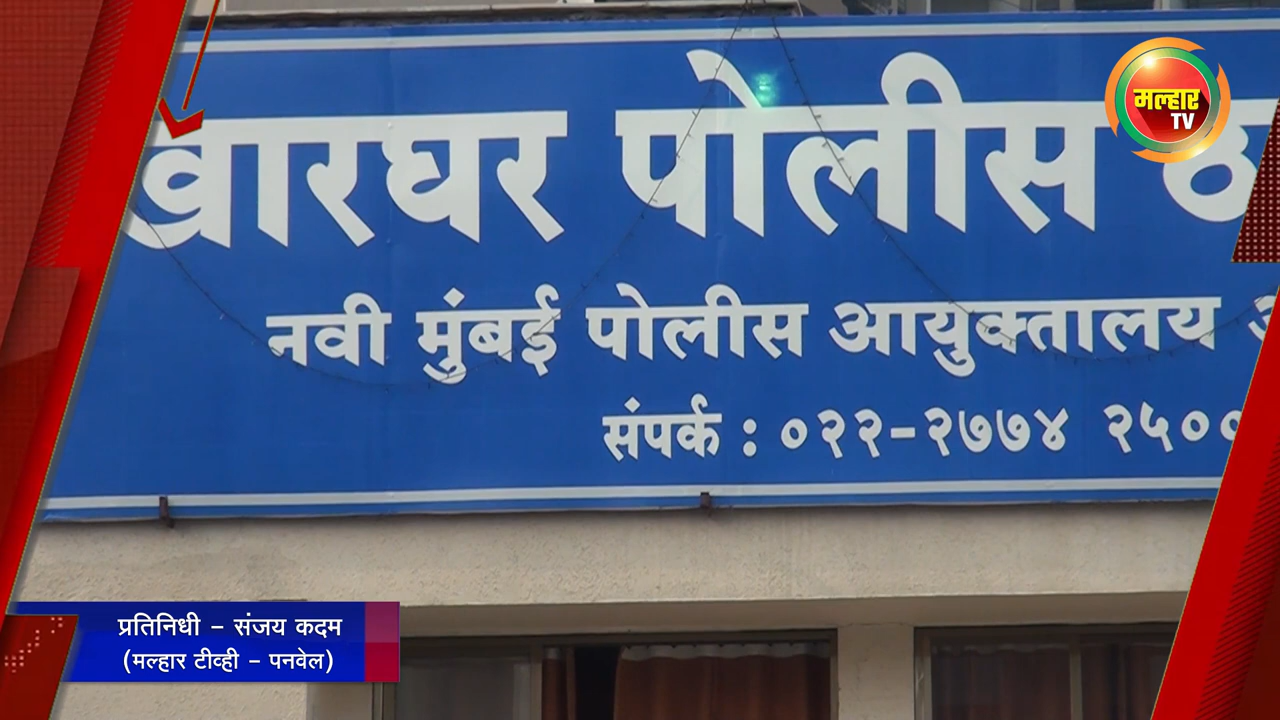 खारघर पोलीस ठ
नवी मुंबई पोलीस आयुक्तालय
संपर्क : ०२२-२७७४ २५००
मल्हार
TV
प्रतिनिधी - संजय कदम
(मल्हार टीव्ही - पनवेल)